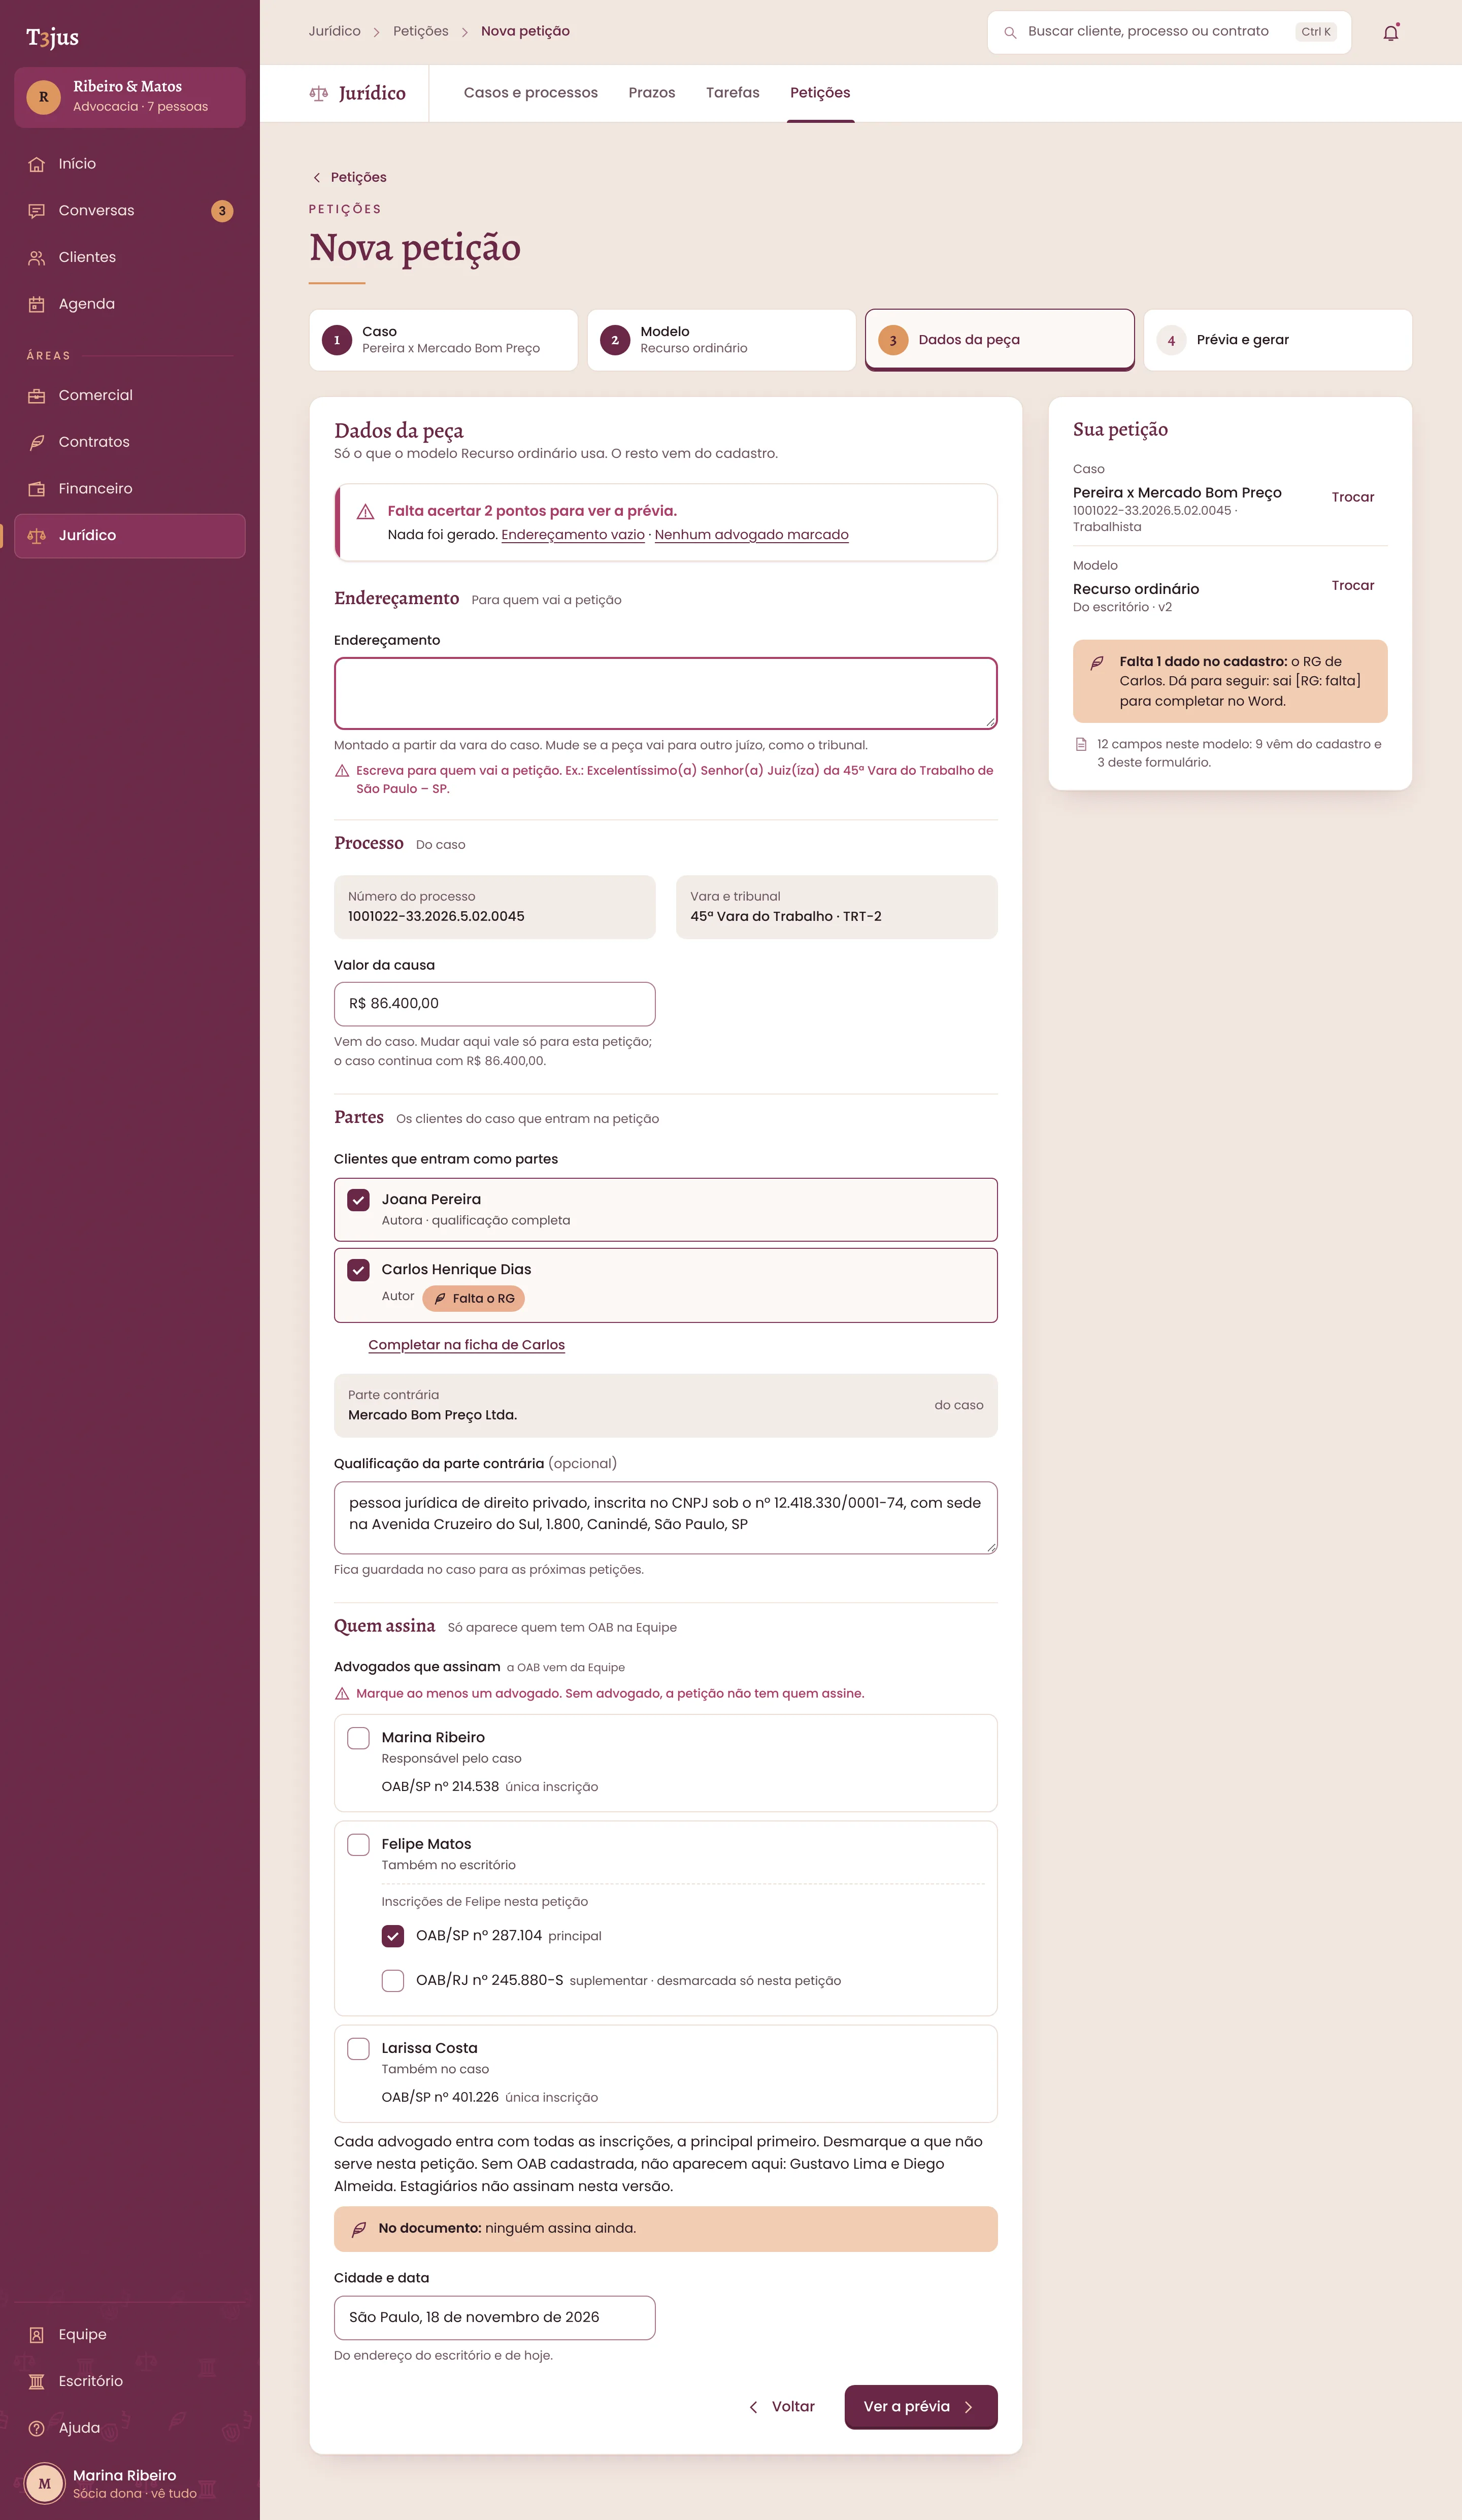 T3jus
R
Ribeiro & Matos
Advocacia · 7 pessoas
Início
Conversas
3
Clientes
Agenda
ÁREAS
Comercial
Contratos
Financeiro
Jurídico
Equipe
Escritório
Ajuda
M
Marina Ribeiro
Sócia dona · vê tudo
Jurídico
Petições
Nova petição
Buscar cliente, processo ou contrato
Ctrl K
Jurídico
Casos e processos
Prazos
Tarefas
Petições
Petições
PETIÇÕES
Nova petição
1
Caso
Pereira x Mercado Bom Preço
2
Modelo
Recurso ordinário
3
Dados da peça
4
Prévia e gerar
Dados da peça
Só o que o modelo Recurso ordinário usa. O resto vem do cadastro.
Falta acertar 2 pontos para ver a prévia.
Nada foi gerado. Endereçamento vazio · Nenhum advogado marcado
Endereçamento Para quem vai a petição
Endereçamento
Montado a partir da vara do caso. Mude se a peça vai para outro juízo, como o tribunal.
Escreva para quem vai a petição. Ex.: Excelentíssimo(a) Senhor(a) Juiz(íza) da 45ª Vara do Trabalho de
São Paulo – SP.
Processo Do caso
Número do processo
1001022-33.2026.5.02.0045
Vara e tribunal
45ª Vara do Trabalho · TRT-2
Valor da causa
R$ 86.400,00
Vem do caso. Mudar aqui vale só para esta petição;
o caso continua com R$ 86.400,00.
Partes Os clientes do caso que entram na petição
Clientes que entram como partes
Joana Pereira
Autora · qualificação completa
Carlos Henrique Dias
Autor Falta o RG
Completar na ficha de Carlos
Parte contrária
Mercado Bom Preço Ltda.
do caso
Qualificação da parte contrária (opcional)
pessoa jurídica de direito privado, inscrita no CNPJ sob o nº 12.418.330/0001-74, com sede
na Avenida Cruzeiro do Sul, 1.800, Canindé, São Paulo, SP
Fica guardada no caso para as próximas petições.
Quem assina Só aparece quem tem OAB na Equipe
Advogados que assinam a OAB vem da Equipe
Marque ao menos um advogado. Sem advogado, a petição não tem quem assine.
Marina Ribeiro
Responsável pelo caso
OAB/SP nº 214.538 única inscrição
Felipe Matos
Também no escritório
Inscrições de Felipe nesta petição
OAB/SP nº 287.104 principal
OAB/RJ nº 245.880-S suplementar · desmarcada só nesta petição
Larissa Costa
Também no caso
OAB/SP nº 401.226 única inscrição
Cada advogado entra com todas as inscrições, a principal primeiro. Desmarque a que não
serve nesta petição. Sem OAB cadastrada, não aparecem aqui: Gustavo Lima e Diego
Almeida. Estagiários não assinam nesta versão.
No documento: ninguém assina ainda.
Cidade e data
São Paulo, 18 de novembro de 2026
Do endereço do escritório e de hoje.
Voltar
Ver a prévia
Sua petição
Caso
Pereira x Mercado Bom Preço
1001022-33.2026.5.02.0045 ·
Trabalhista
Trocar
Modelo
Recurso ordinário
Do escritório · v2
Trocar
Falta 1 dado no cadastro: o RG de
Carlos. Dá para seguir: sai [RG: falta]
para completar no Word.
12 campos neste modelo: 9 vêm do cadastro e
3 deste formulário.